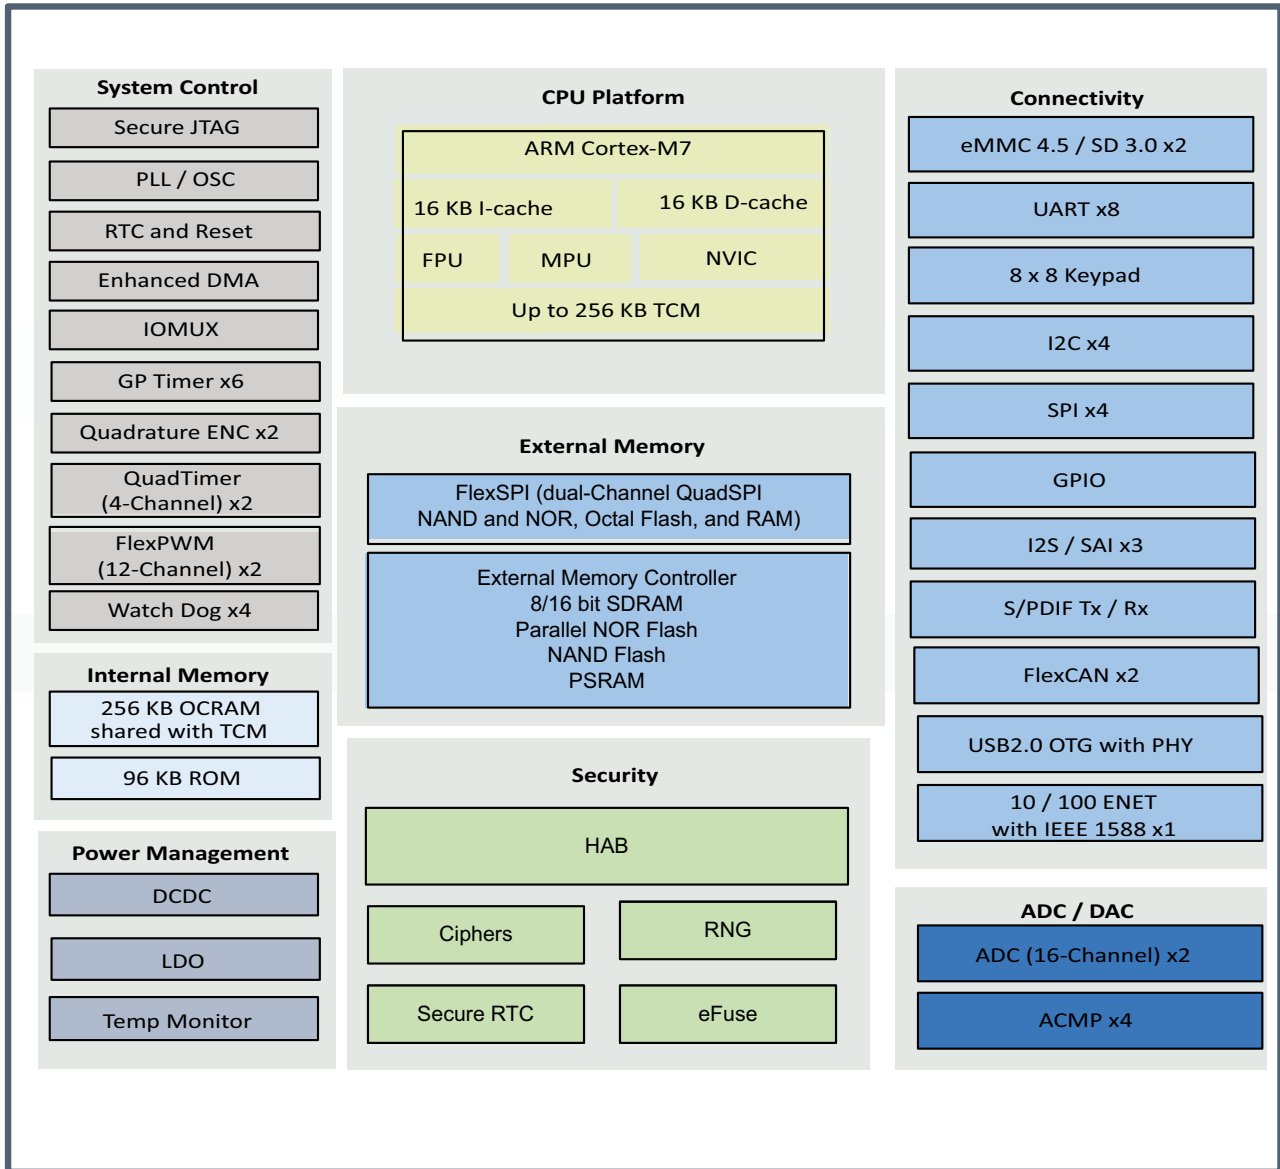 System Control
Secure JTAG
PLL / OSC
RTC and Reset
Enhanced DMA
IOMUX
GP Timer x6
Quadrature ENC x2
QuadTimer
(4-Channel) x2
FlexPWM
(12-Channel) x2
Watch Dog x4
Internal Memory
256 KB OCRAM
shared with TCM
96 KB ROM
Power Management
DCDC
LDO
Temp Monitor
CPU Platform
ARM Cortex-M7
16 KB I-cache
16 KB D-cache
FPU
MPU
NVIC
Up to 256 KB TCM
External Memory
FlexSPI (dual-Channel QuadSPI
NAND and NOR, Octal Flash, and RAM)
External Memory Controller
8/16 bit SDRAM
Parallel NOR Flash
NAND Flash
PSRAM
Security
HAB
Ciphers
RNG
Secure RTC
eFuse
Connectivity
eMMC 4.5 / SD 3.0 x2
UART x8
8 x 8 Keypad
I2C x4
SPI x4
GPIO
I2S / SAI x3
S/PDIF Tx / Rx
FlexCAN x2
USB2.0 OTG with PHY
10 / 100 ENET
with IEEE 1588 x1
ADC / DAC
ADC (16-Channel) x2
ACMP x4